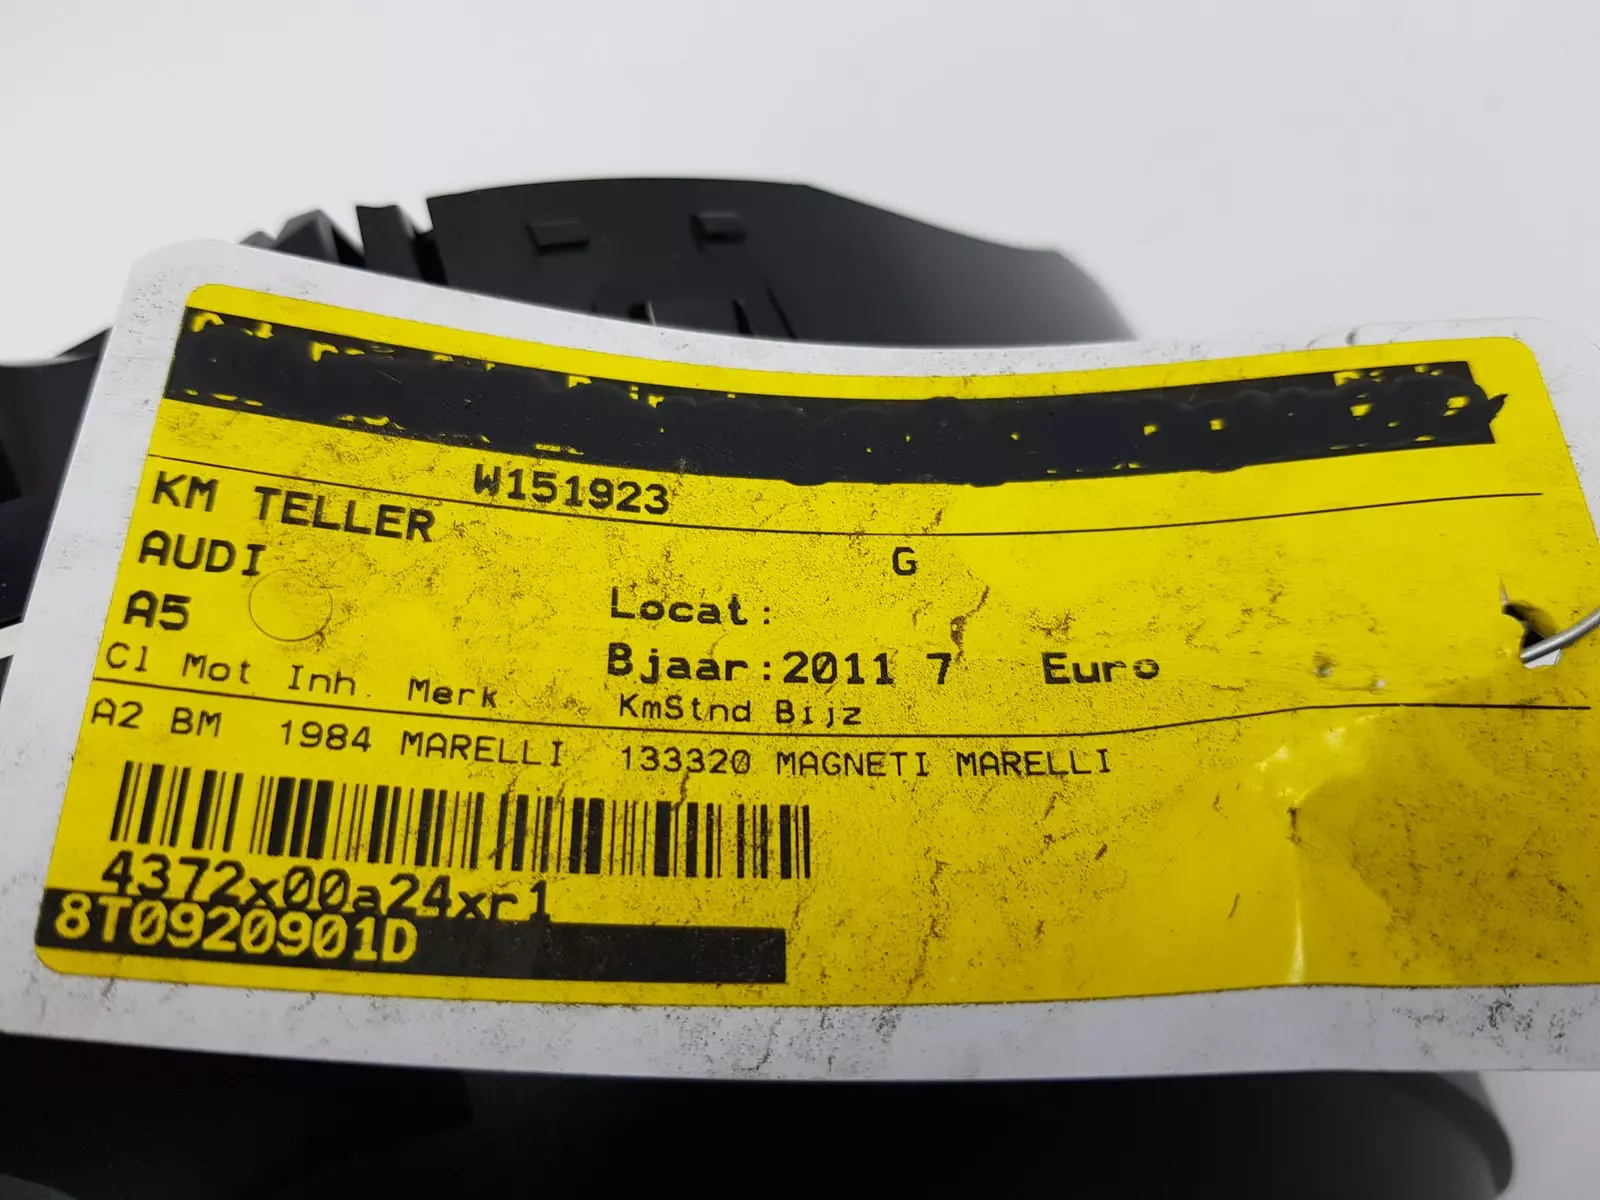 W151923
KM TELLER
G
AUDI
Locat:
A5
Bjaar:2011 7 Euro
Cl Mot Inh. Merk KmStnd Bijz
A2 BM 1984 MARELLI 133320 MAGNETI MARELLI
4372x00a24xr1
8T0920901D